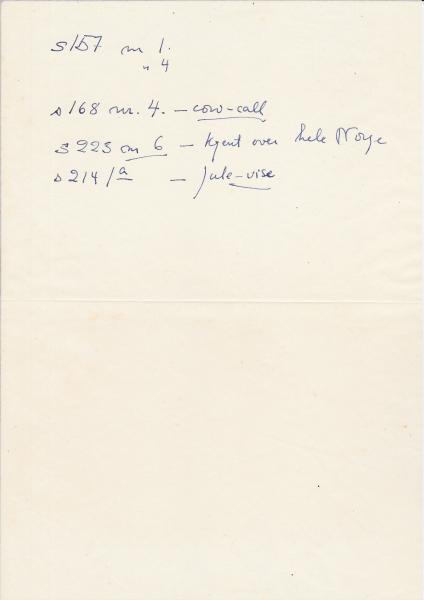 s 157 nr 1.
" 4
s 168 nr. 4. – cow-call
s 225 nr 6 – kjent over hele Norge
s 214 / a – jule-vise